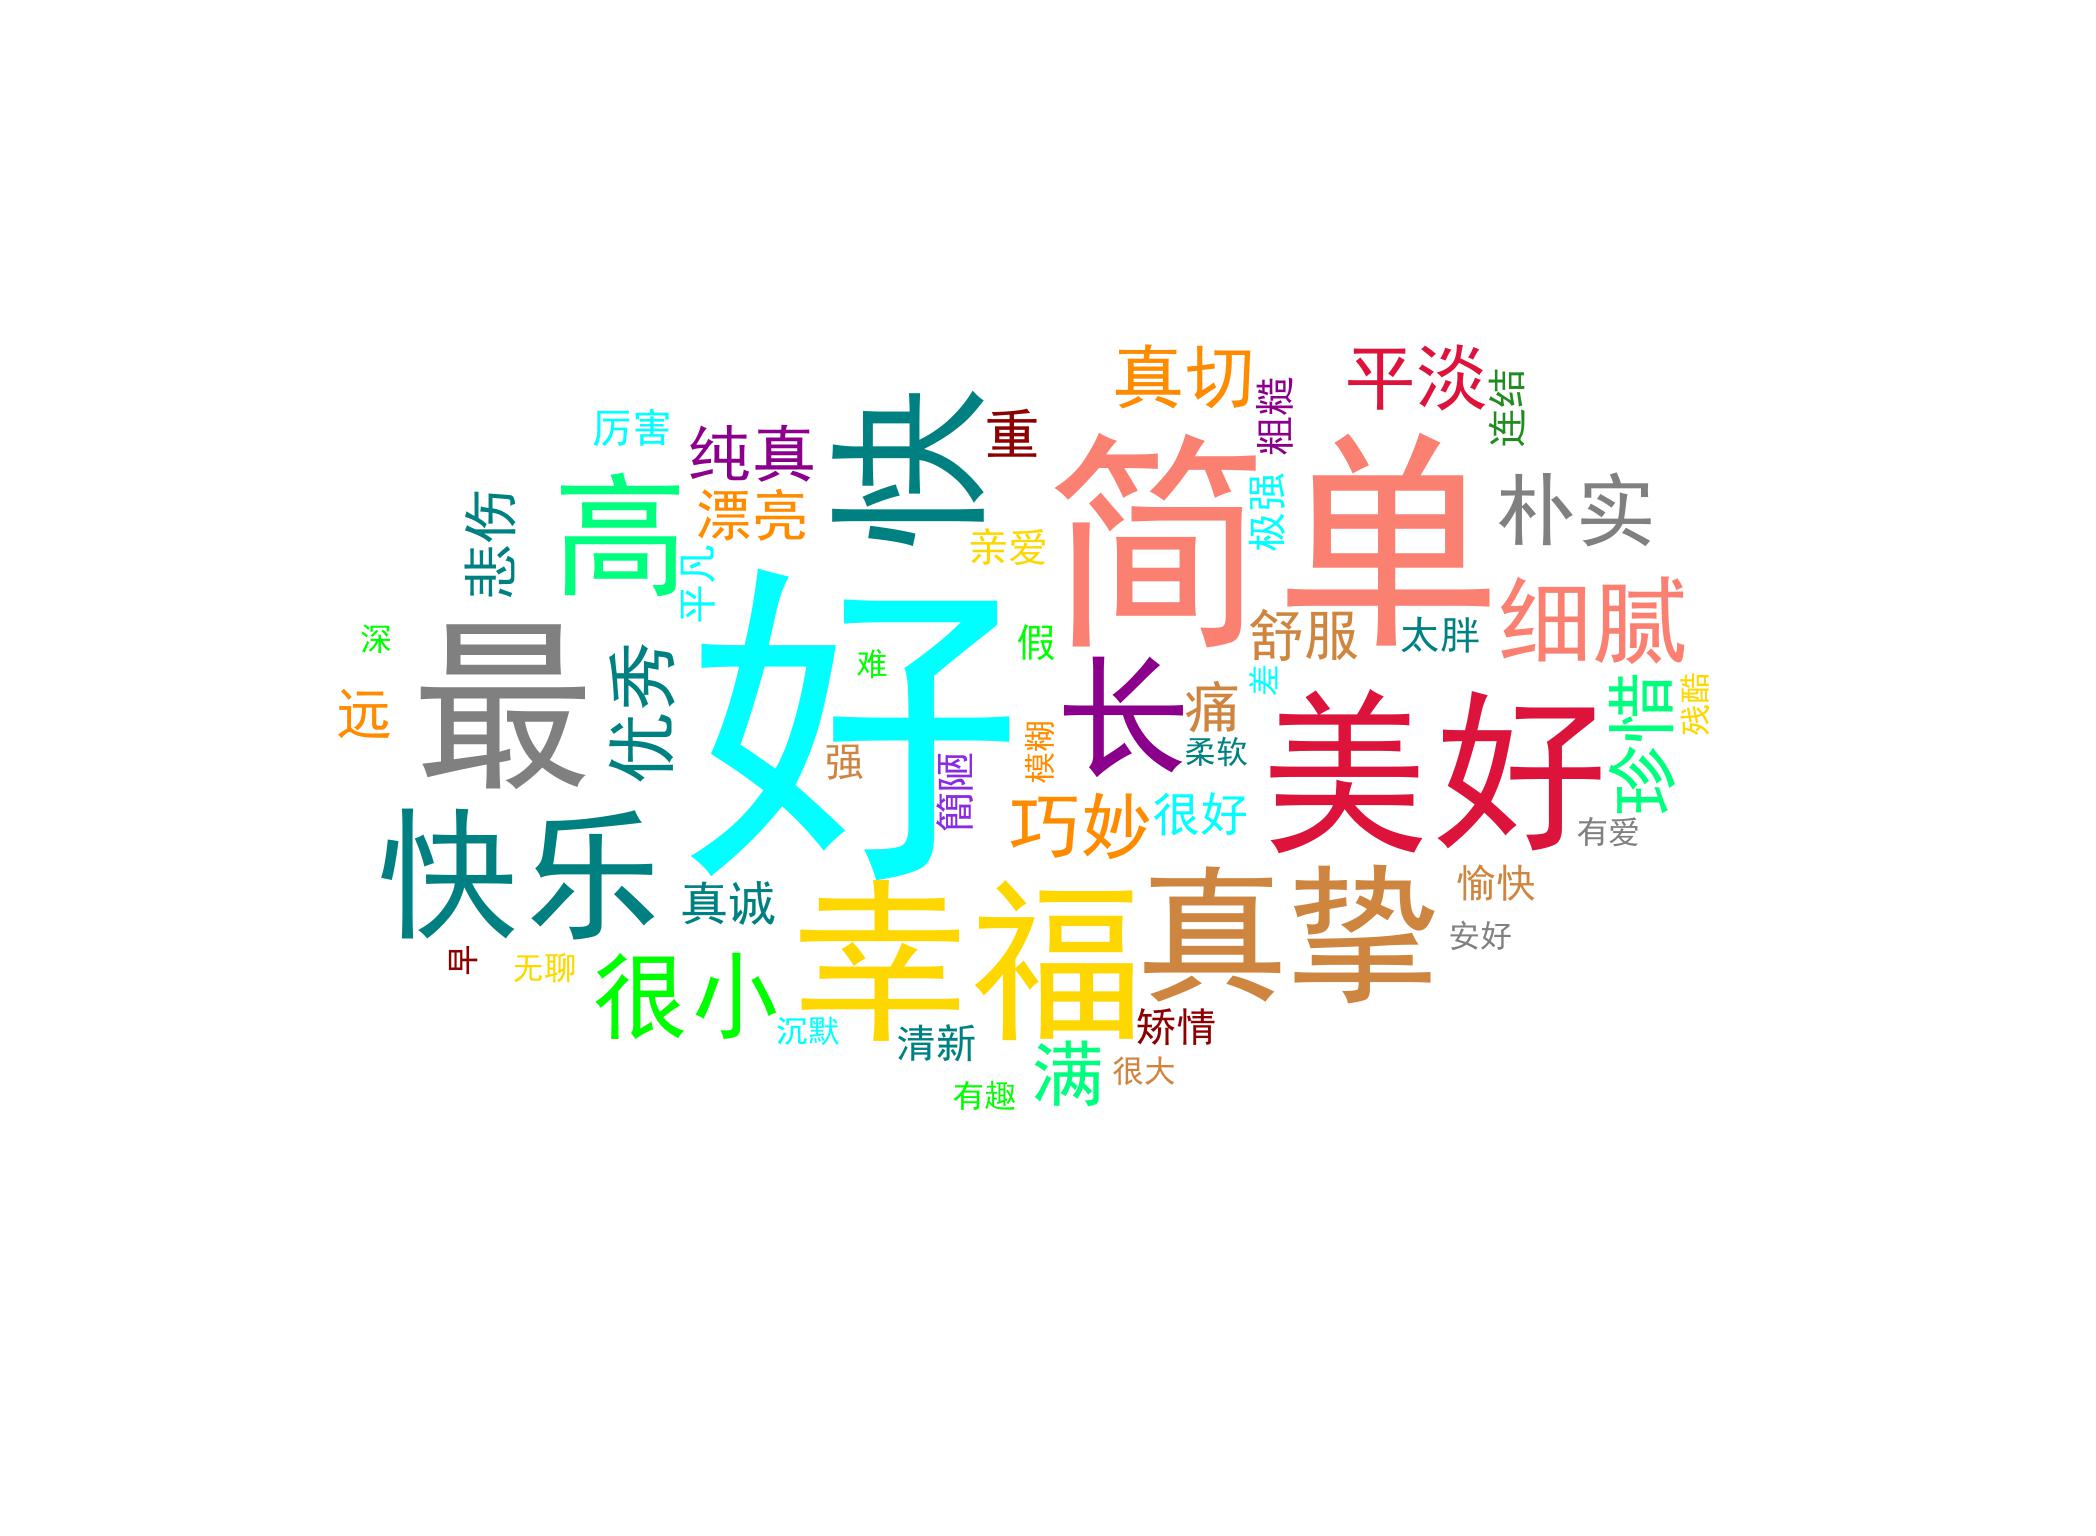 真切
平淡
粗糙
连结
厉害
纯真
快
重
简单
高
漂亮
悲伤
极强
朴实
亲爱
平凡
好
细腻
舒服
太胖
深
最
优秀
难
假
长
差
痛
美好
珍惜
残酷
远
强
簡陋
模糊
柔软
巧妙
很好
有爱
快乐
真诚
幸福
真挚
愉快
安好
早
无聊
很小
沉默
清新
矫情
满
很大
有趣